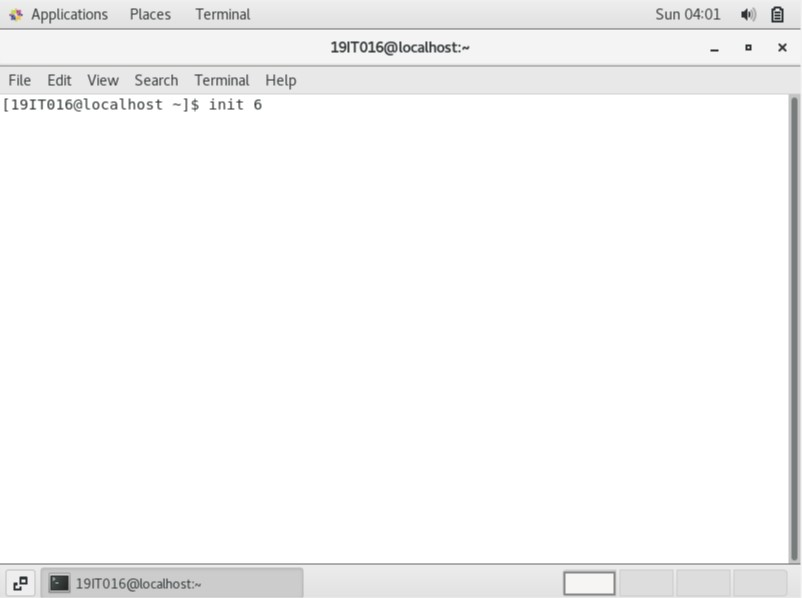 Applications Places Terminal Sun 04:01
19IT016@localhost:~
File Edit View Search Terminal Help
[19IT016@localhost ~]$ init 6
19IT016@localhost:~